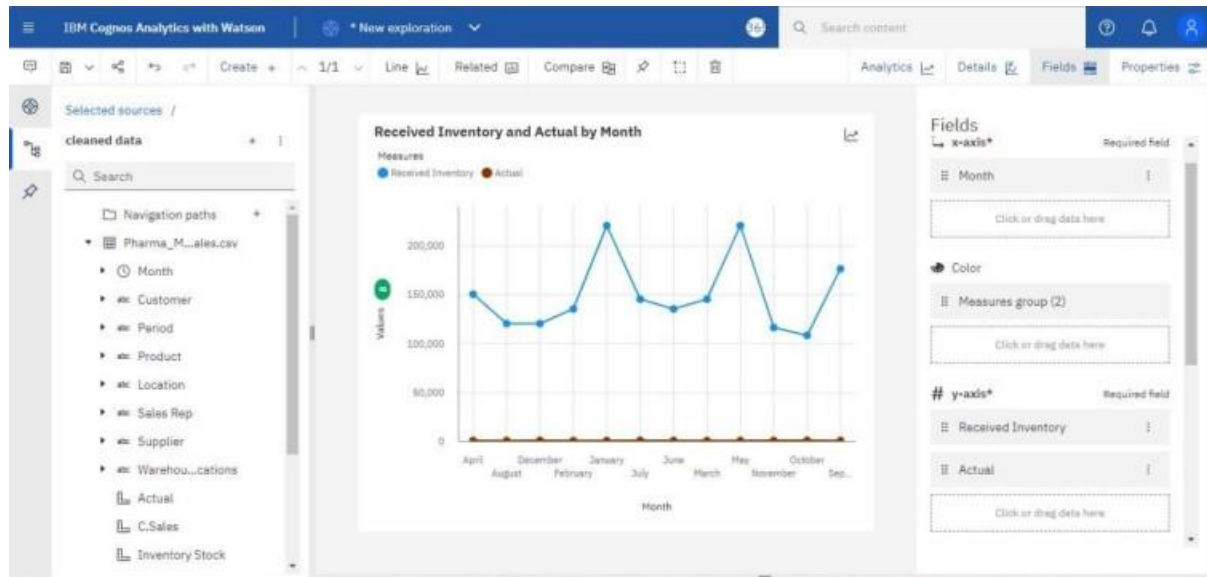 IBM Cognos Analytics with Watson
* New exploration
Search content
Create +
1/1
Line
Related
Compare
Analytics
Details
Fields
Properties
Selected sources /
cleaned data
Search
Navigation paths
Pharma_M...ales.csv
Month
Customer
Period
Product
Location
Sales Rep
Supplier
Warehou...cations
Actual
C.Sales
Inventory Stock
Received Inventory and Actual by Month
Measures
Received Inventory Actual
Values
200,000
150,000
100,000
50,000
0
April December January June May October
August February July March November Sep...
Month
Fields
x-axis* Required field
Month
Click or drag data here
Color
Measures group (2)
Click or drag data here
# y-axis* Required field
Received Inventory
Actual
Click or drag data here